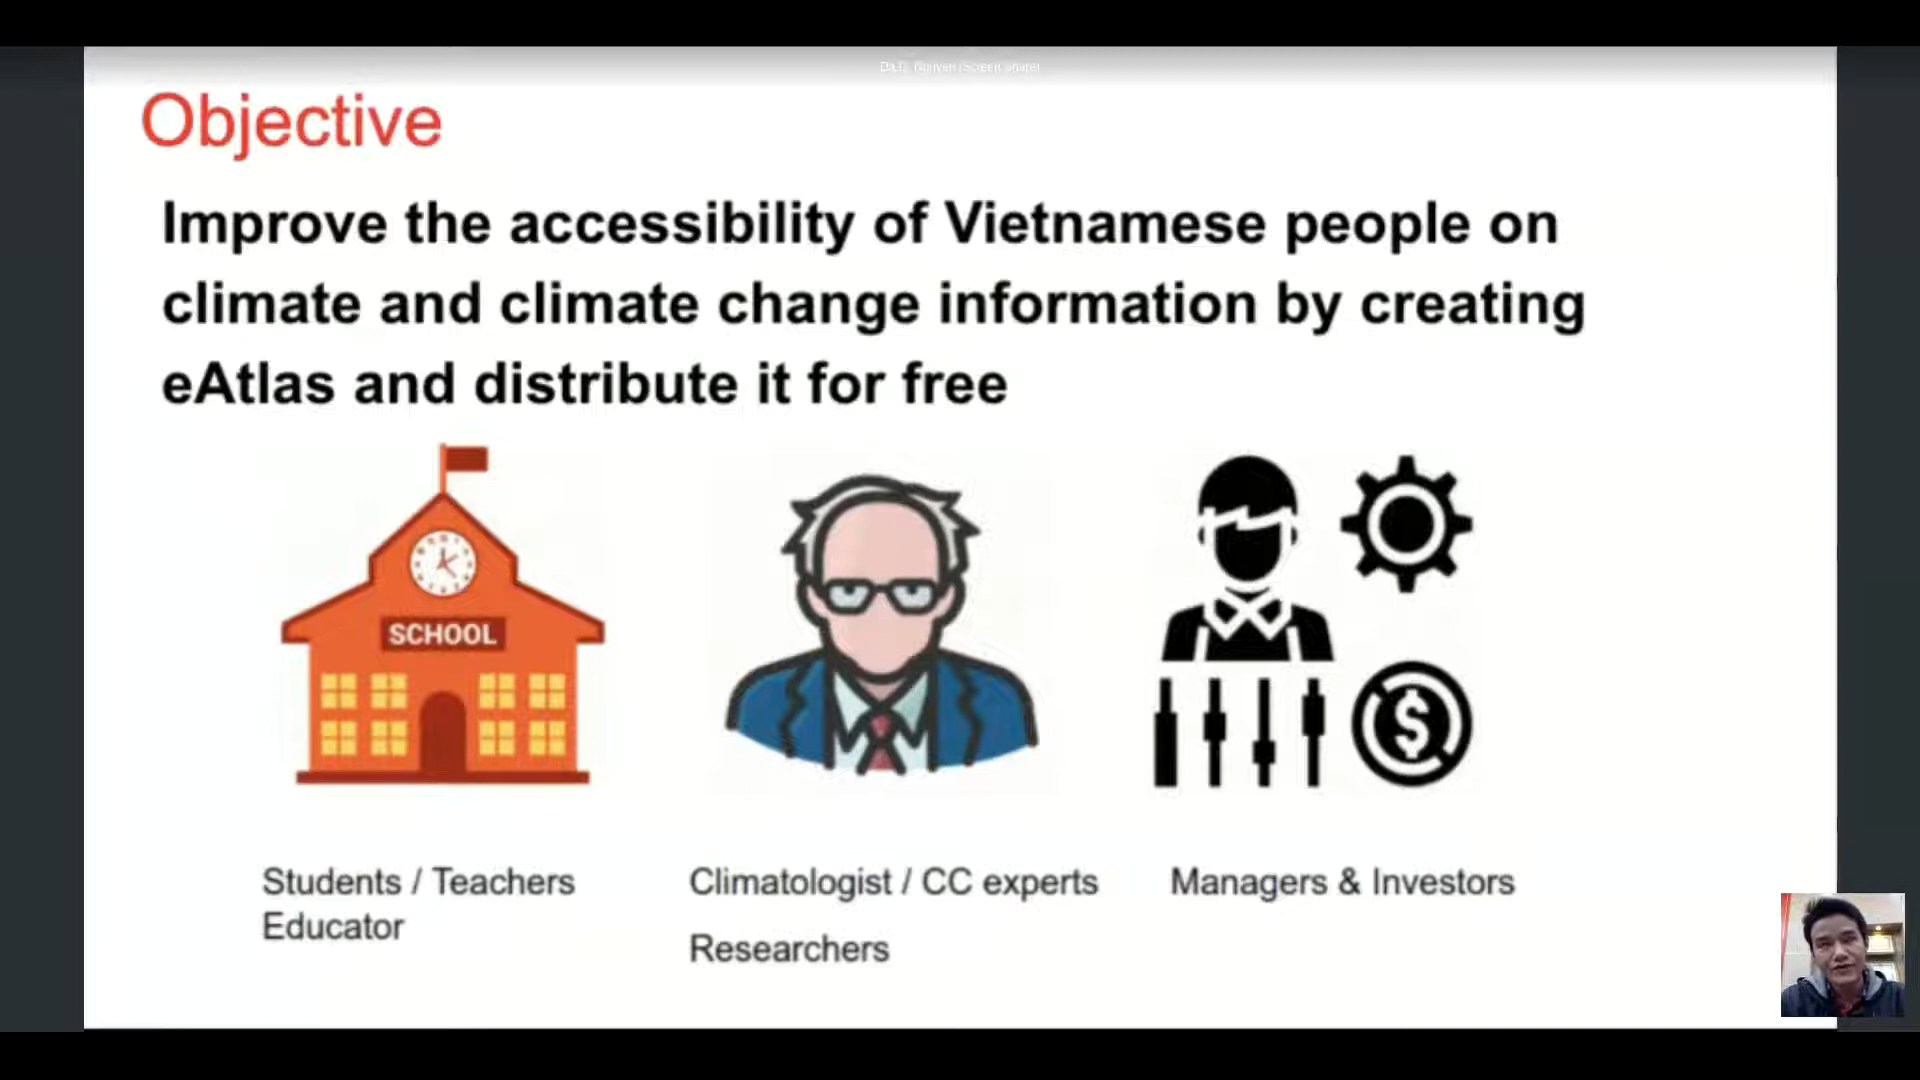 Objective
Improve the accessibility of Vietnamese people on
climate and climate change information by creating
eAtlas and distribute it for free
SCHOOL
$
Students / Teachers
Educator
Climatologist / CC experts
Researchers
Managers & Investors